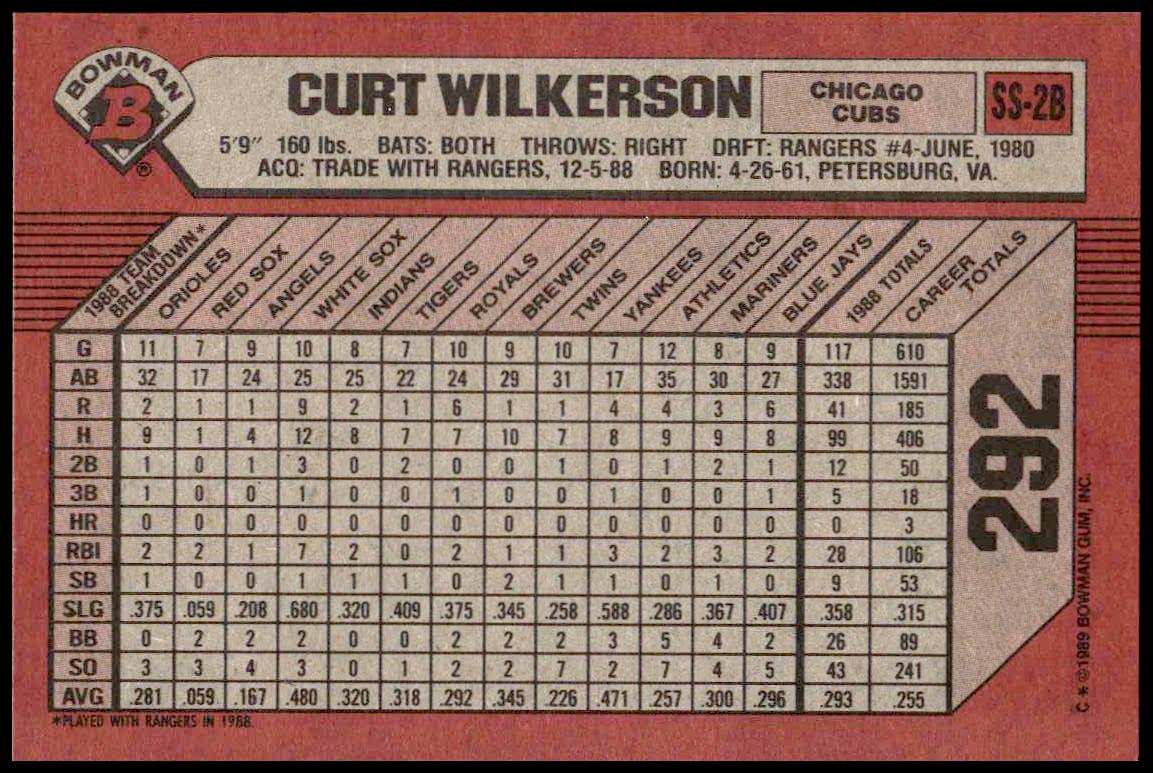 BOWMAN
B
®
CURT WILKERSON
CHICAGO
CUBS
SS-2B
5'9" 160 lbs. BATS: BOTH THROWS: RIGHT DRFT: RANGERS #4-JUNE, 1980
ACQ: TRADE WITH RANGERS, 12-5-88 BORN: 4-26-61, PETERSBURG, VA.
1988 TEAM BREAKDOWN* ORIOLES RED SOX ANGELS WHITE SOX INDIANS TIGERS ROYALS BREWERS TWINS YANKEES ATHLETICS MARINERS BLUE JAYS 1988 TOTALS CAREER TOTALS
G 11 7 9 10 8 7 10 9 10 7 12 8 9 117 610
AB 32 17 24 25 25 22 24 29 31 17 35 30 27 338 1591
R 2 1 1 9 2 1 6 1 1 4 4 3 6 41 185
H 9 1 4 12 8 7 7 10 7 8 9 9 8 99 406
2B 1 0 1 3 0 2 0 0 1 0 1 2 1 12 50
3B 1 0 0 1 0 0 1 0 0 1 0 0 1 5 18
HR 0 0 0 0 0 0 0 0 0 0 0 0 0 0 3
RBI 2 2 1 7 2 0 2 1 1 3 2 3 2 28 106
SB 1 0 0 1 1 1 0 2 1 1 0 1 0 9 53
SLG .375 .059 .208 .680 .320 .409 .375 .345 .258 .588 .286 .367 .407 .358 .315
BB 0 2 2 2 0 0 2 2 2 3 5 4 2 26 89
SO 3 3 4 3 0 1 2 2 7 2 7 4 5 43 241
AVG .281 .059 .167 .480 .320 .318 .292 .345 .226 .471 .257 .300 .296 .293 .255
*PLAYED WITH RANGERS IN 1988.
292
C * ©1989 BOWMAN GUM, INC.